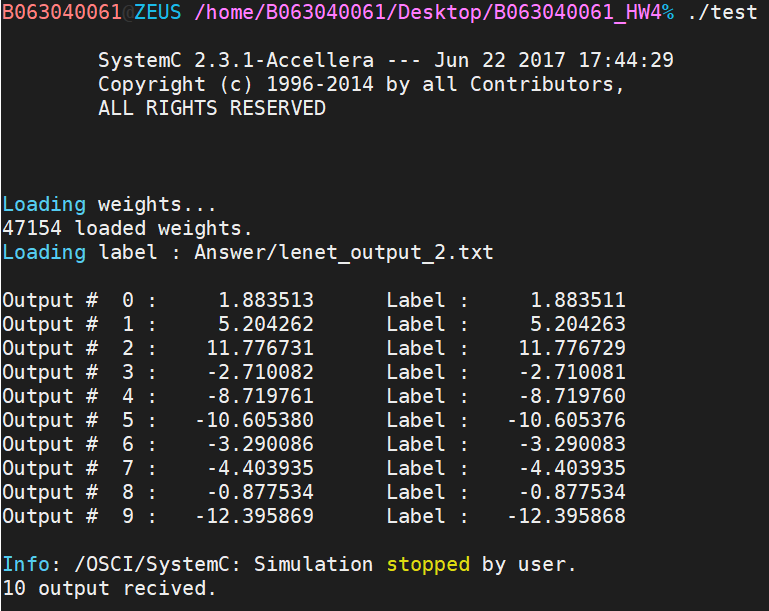 B063040061@ZEUS /home/B063040061/Desktop/B063040061_HW4% ./test
SystemC 2.3.1-Accellera --- Jun 22 2017 17:44:29
Copyright (c) 1996-2014 by all Contributors,
ALL RIGHTS RESERVED
Loading weights...
47154 loaded weights.
Loading label : Answer/lenet_output_2.txt
Output # 0 : 1.883513 Label : 1.883511
Output # 1 : 5.204262 Label : 5.204263
Output # 2 : 11.776731 Label : 11.776729
Output # 3 : -2.710082 Label : -2.710081
Output # 4 : -8.719761 Label : -8.719760
Output # 5 : -10.605380 Label : -10.605376
Output # 6 : -3.290086 Label : -3.290083
Output # 7 : -4.403935 Label : -4.403935
Output # 8 : -0.877534 Label : -0.877534
Output # 9 : -12.395869 Label : -12.395868
Info: /OSCI/SystemC: Simulation stopped by user.
10 output recived.